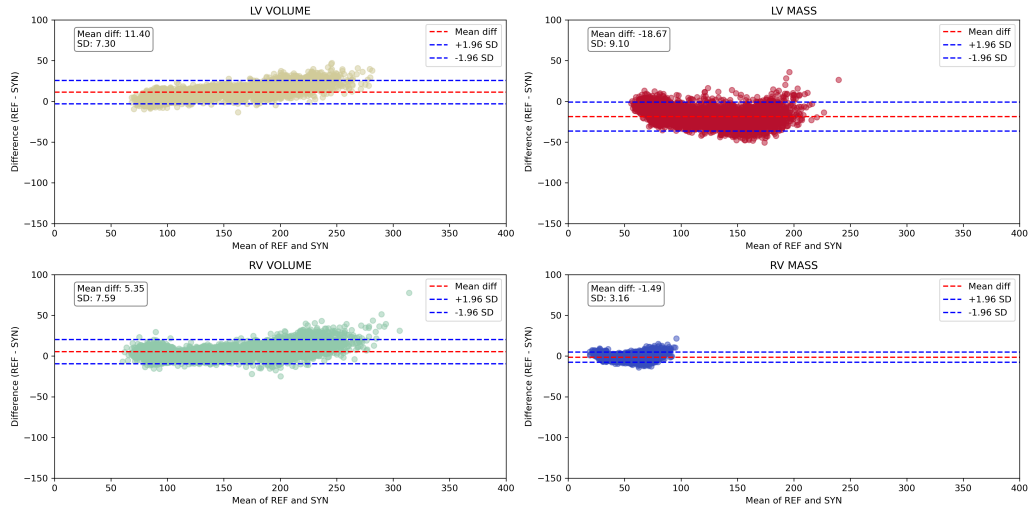 LV VOLUME
Mean diff: 11.40
SD: 7.30
Mean diff
+1.96 SD
-1.96 SD
100
50
0
−50
−100
−150
Difference (REF - SYN)
0 50 100 150 200 250 300 350 400
Mean of REF and SYN
LV MASS
Mean diff: -18.67
SD: 9.10
Mean diff
+1.96 SD
-1.96 SD
100
50
0
−50
−100
−150
Difference (REF - SYN)
0 50 100 150 200 250 300 350 400
Mean of REF and SYN
RV VOLUME
Mean diff: 5.35
SD: 7.59
Mean diff
+1.96 SD
-1.96 SD
100
50
0
−50
−100
−150
Difference (REF - SYN)
0 50 100 150 200 250 300 350 400
Mean of REF and SYN
RV MASS
Mean diff: -1.49
SD: 3.16
Mean diff
+1.96 SD
-1.96 SD
100
50
0
−50
−100
−150
Difference (REF - SYN)
0 50 100 150 200 250 300 350 400
Mean of REF and SYN